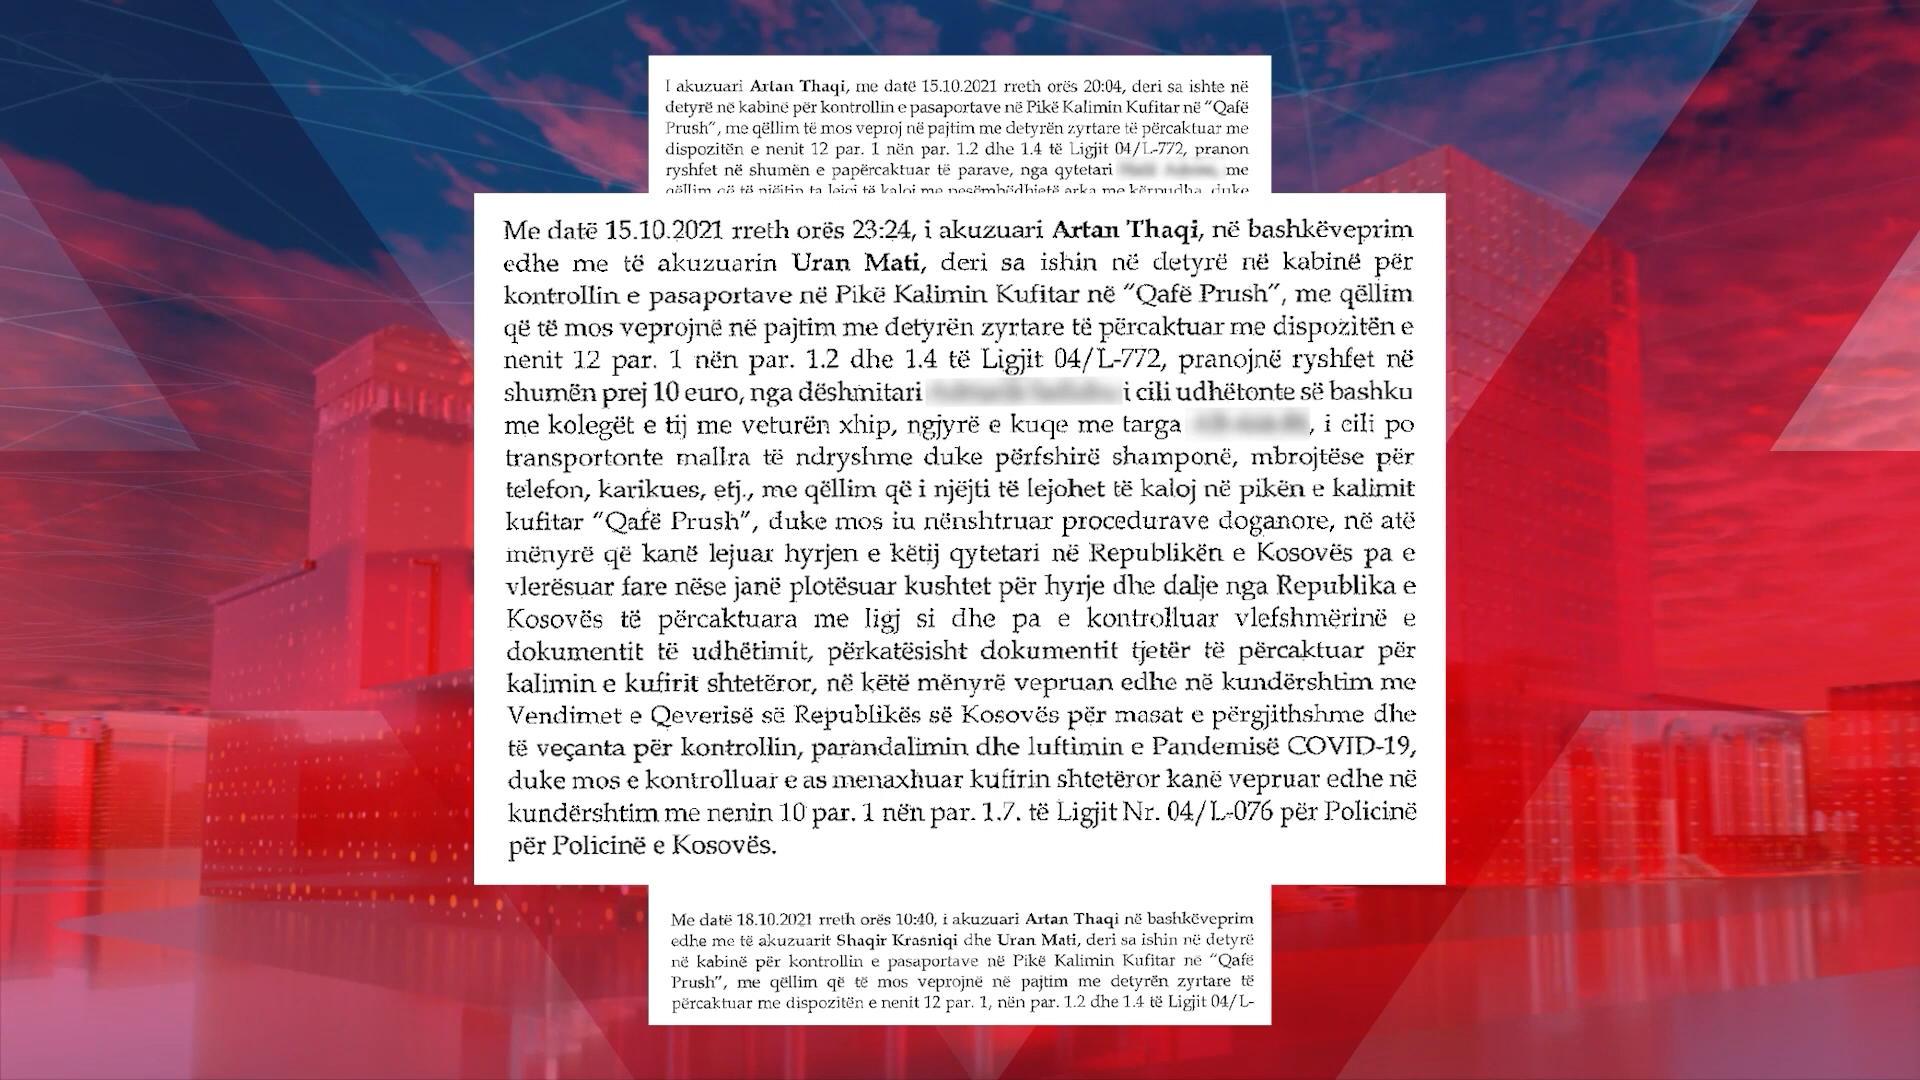 I akuzuari Artan Thaqi, me datë 15.10.2021 rreth orës 20:04, deri sa ishte në
detyrë në kabinë për kontrollin e pasaportave në Pikë Kalimin Kufitar në “Qafë
Prush”, me qëllim të mos veproj në pajtim me detyrën zyrtare të përcaktuar me
dispozitën e nenit 12 par. 1 nën par. 1.2 dhe 1.4 të Ligjit 04/L-772, pranon
ryshfet në shumën e papërcaktuar të parave, nga qytetari me
qëllim që të njëjtin ta lejoj të kaloj me pesëmbëdhjetë arka me kërpudha, duke
Me datë 15.10.2021 rreth orës 23:24, i akuzuari Artan Thaqi, në bashkëveprim
edhe me të akuzuarin Uran Mati, deri sa ishin në detyrë në kabinë për
kontrollin e pasaportave në Pikë Kalimin Kufitar në “Qafë Prush”, me qëllim
që të mos veprojnë në pajtim me detyrën zyrtare të përcaktuar me dispozitën e
nenit 12 par. 1 nën par. 1.2 dhe 1.4 të Ligjit 04/L-772, pranojnë ryshfet në
shumën prej 10 euro, nga dëshmitari i cili udhëtonte së bashku
me kolegët e tij me veturën xhip, ngjyrë e kuqe me targa , i cili po
transportonte mallra të ndryshme duke përfshirë shamponë, mbrojtëse për
telefon, karikues, etj., me qëllim që i njëjti të lejohet të kaloj në pikën e kalimit
kufitar “Qafë Prush”, duke mos iu nënshtruar procedurave doganore, në atë
mënyrë që kanë lejuar hyrjen e këtij qytetari në Republikën e Kosovës pa e
vlerësuar fare nëse janë plotësuar kushtet për hyrje dhe dalje nga Republika e
Kosovës të përcaktuara me ligj si dhe pa e kontrolluar vlefshmërinë e
dokumentit të udhëtimit, përkatësisht dokumentit tjetër të përcaktuar për
kalimin e kufirit shtetëror, në këtë mënyrë vepruan edhe në kundërshtim me
Vendimet e Qeverisë së Republikës së Kosovës për masat e përgjithshme dhe
të veçanta për kontrollin, parandalimin dhe luftimin e Pandemisë COVID-19,
duke mos e kontrolluar e as menaxhuar kufirin shtetëror kanë vepruar edhe në
kundërshtim me nenin 10 par. 1 nën par. 1.7. të Ligjit Nr. 04/L-076 për Policinë
për Policinë e Kosovës.
Me datë 18.10.2021 rreth orës 10:40, i akuzuari Artan Thaqi në bashkëveprim
edhe me të akuzuarit Shaqir Krasniqi dhe Uran Mati, deri sa ishin në detyrë
në kabinë për kontrollin e pasaportave në Pikë Kalimin Kufitar në “Qafë
Prush”, me qëllim që të mos veprojnë në pajtim me detyrën zyrtare të
përcaktuar me dispozitën e nenit 12 par. 1, nën par. 1.2 dhe 1.4 të Ligjit 04/L-